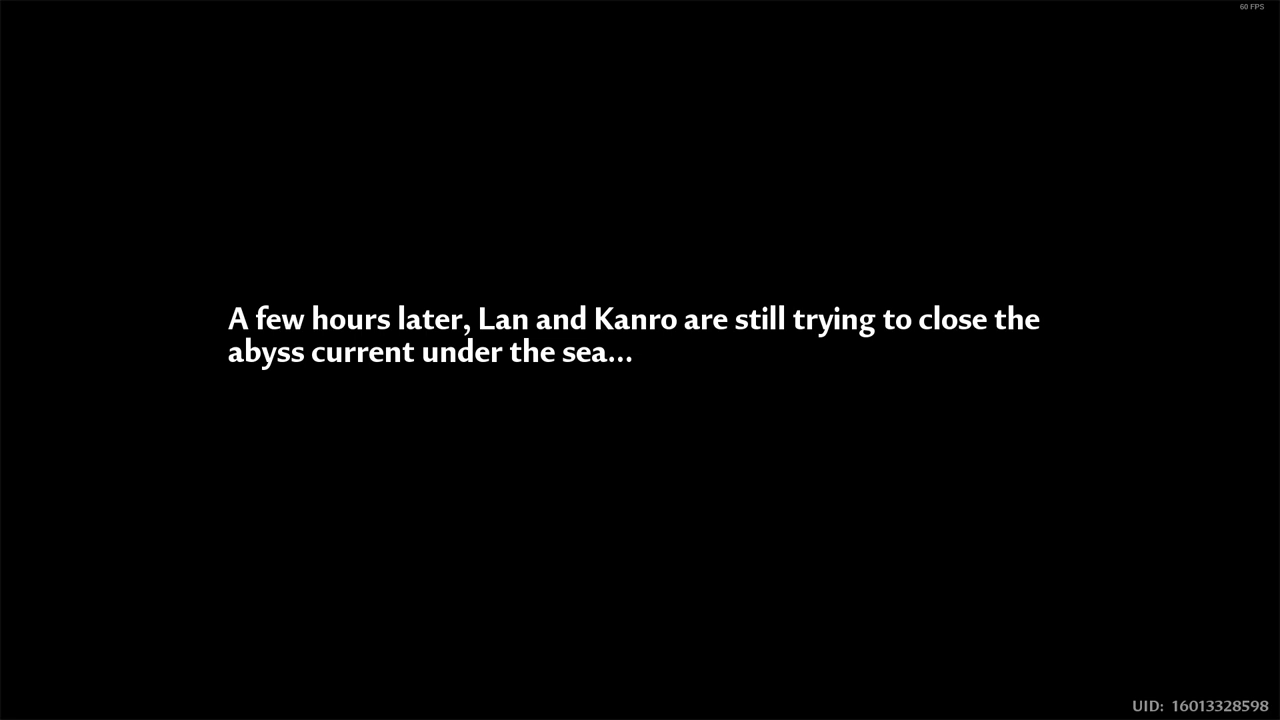 60 FPS
A few hours later, Lan and Kanro are still trying to close the
abyss current under the sea...
UID: 16013328598